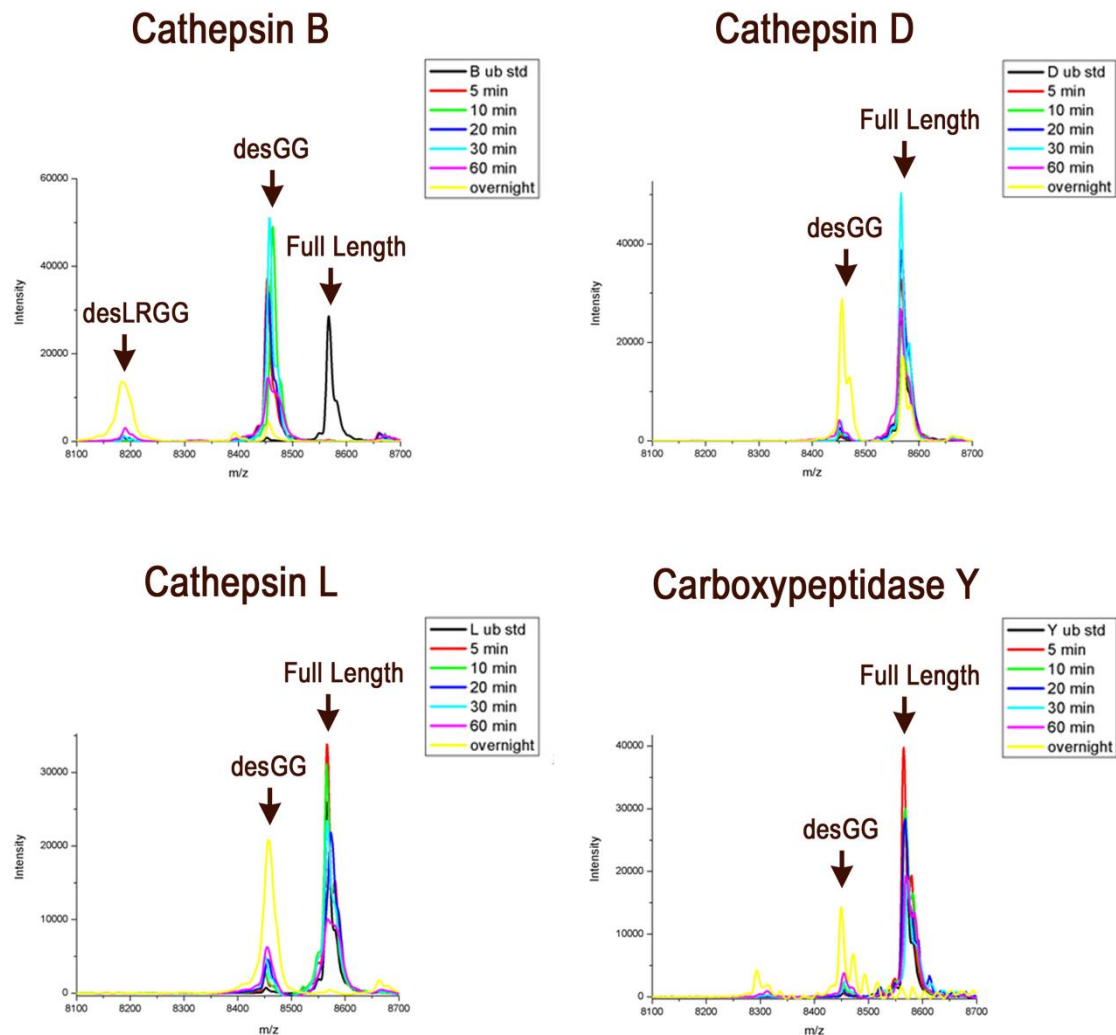 Cathepsin B
B ub std
5 min
10 min
20 min
30 min
60 min
overnight
desGG
Full Length
desLRGG
60000
40000
20000
0
Intensity
8100 8200 8300 8400 8500 8600 8700
m/z
Cathepsin D
D ub std
5 min
10 min
20 min
30 min
60 min
overnight
Full Length
desGG
40000
20000
0
Intensity
8100 8200 8300 8400 8500 8600 8700
m/z
Cathepsin L
L ub std
5 min
10 min
20 min
30 min
60 min
overnight
Full Length
desGG
30000
20000
10000
0
Intensity
8100 8200 8300 8400 8500 8600 8700
m/z
Carboxypeptidase Y
Y ub std
5 min
10 min
20 min
30 min
60 min
overnight
Full Length
desGG
40000
30000
20000
10000
0
Intensity
8100 8200 8300 8400 8500 8600 8700
m/z